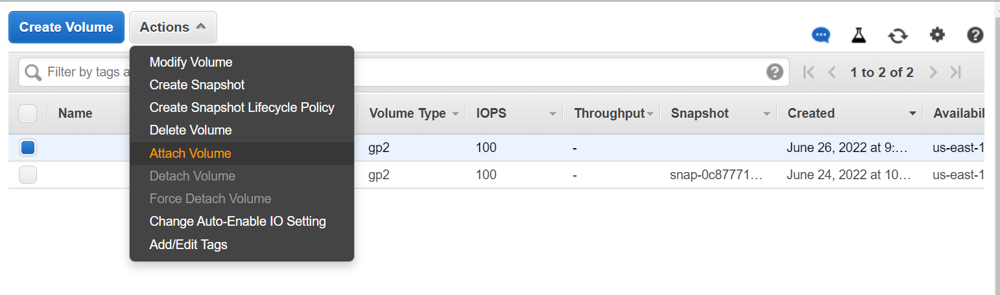 Create Volume Actions
Modify Volume
Create Snapshot
Create Snapshot Lifecycle Policy
Delete Volume
Attach Volume
Detach Volume
Force Detach Volume
Change Auto-Enable IO Setting
Add/Edit Tags
Filter by tags a ? 1 to 2 of 2 ?
Name Volume Type IOPS Throughput Snapshot Created Availabil
gp2 100 - June 26, 2022 at 9:... us-east-1
gp2 100 - snap-0c87771... June 24, 2022 at 10... us-east-1